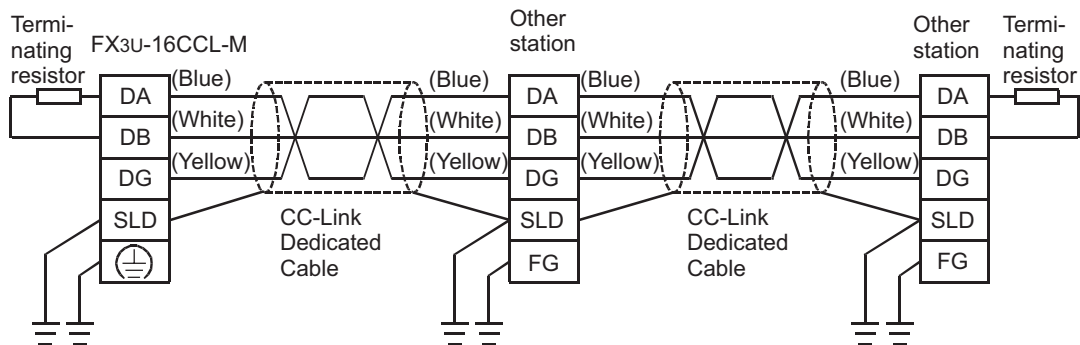 Termi-
nating
resistor
FX3U-16CCL-M
Other
station
Other
station
Termi-
nating
resistor
DA
(Blue)
(Blue)
DA
(Blue)
(Blue)
DA
DB
(White)
(White)
DB
(White)
(White)
DB
DG
(Yellow)
(Yellow)
DG
(Yellow)
(Yellow)
DG
SLD
SLD
SLD
CC-Link
Dedicated
Cable
CC-Link
Dedicated
Cable
FG
FG